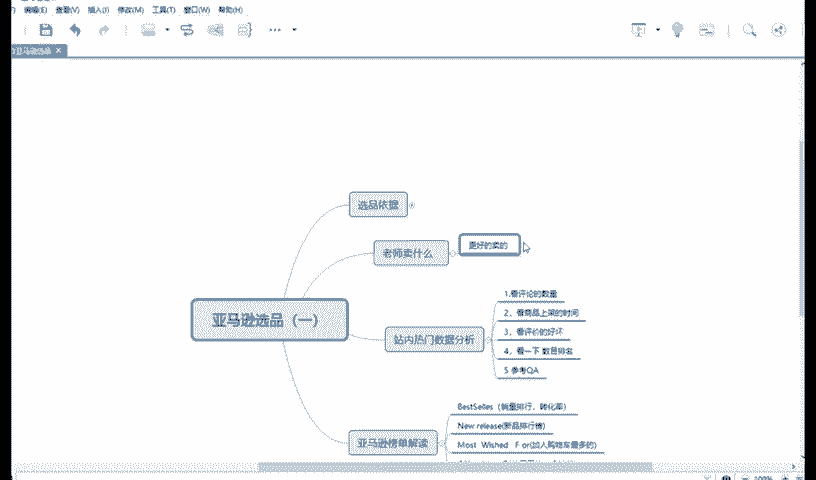 编辑(E) 查看(V) 插入(I) 修改(M) 工具(T) 窗口(W) 帮助(H)
亚马逊选品
选品依据
老师卖什么
更好的卖的
亚马逊选品（一）
站内热门数据分析
1.看评论的数量
2、看商品上架的时间
3、看评价的好坏
4、看一下 数目排名
5 参考QA
亚马逊榜单解读
BestSelles（销量排行，转化率）
New release(新品排行榜)
Most Wished F or(加入购物车最多的)
100%